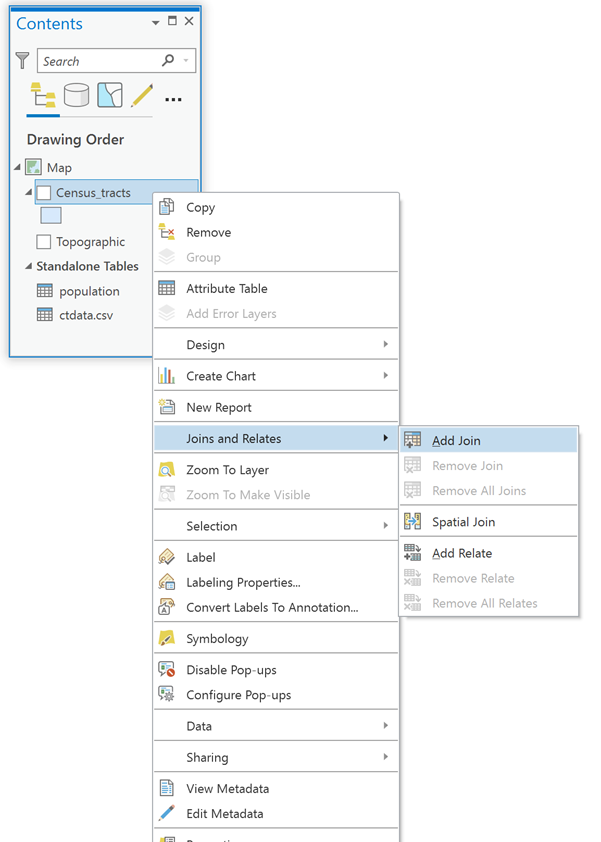 Contents
Search
Drawing Order
Map
Census_tracts
Topographic
Standalone Tables
population
ctdata.csv
Copy
Remove
Group
Attribute Table
Add Error Layers
Design
Create Chart
New Report
Joins and Relates
Zoom To Layer
Zoom To Make Visible
Selection
Label
Labeling Properties...
Convert Labels To Annotation...
Symbology
Disable Pop-ups
Configure Pop-ups
Data
Sharing
View Metadata
Edit Metadata
Add Join
Remove Join
Remove All Joins
Spatial Join
Add Relate
Remove Relate
Remove All Relates